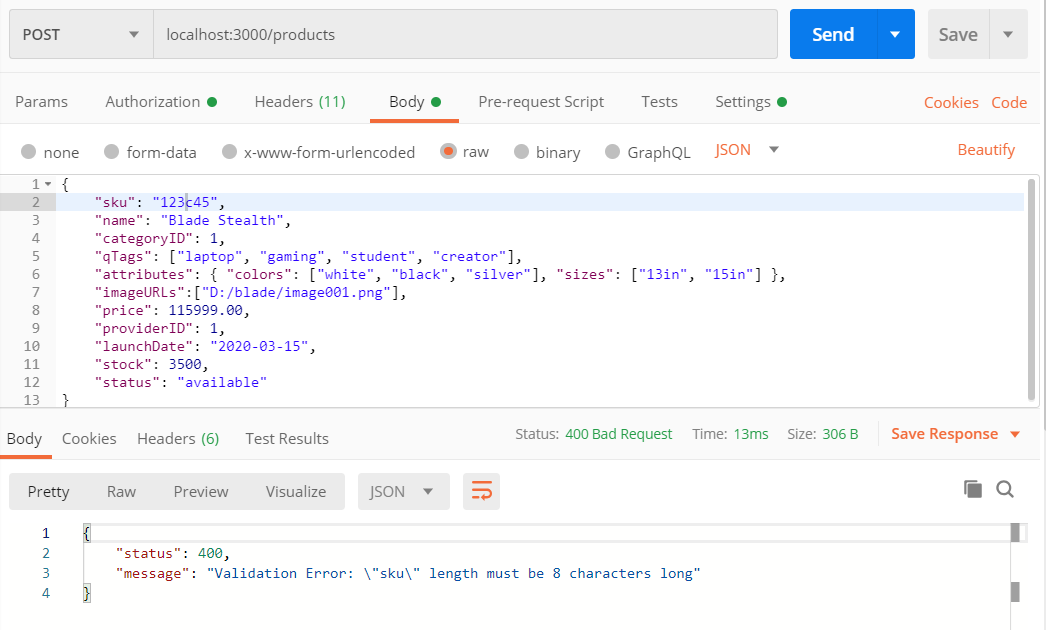 POST localhost:3000/products Send Save
Params Authorization Headers (11) Body Pre-request Script Tests Settings Cookies Code
none form-data x-www-form-urlencoded raw binary GraphQL JSON Beautify
1 {
2 "sku": "123c45",
3 "name": "Blade Stealth",
4 "categoryID": 1,
5 "qTags": ["laptop", "gaming", "student", "creator"],
6 "attributes": { "colors": ["white", "black", "silver"], "sizes": ["13in", "15in"] },
7 "imageURLs":["D:/blade/image001.png"],
8 "price": 115999.00,
9 "providerID": 1,
10 "launchDate": "2020-03-15",
11 "stock": 3500,
12 "status": "available"
13 }
Body Cookies Headers (6) Test Results Status: 400 Bad Request Time: 13ms Size: 306 B Save Response
Pretty Raw Preview Visualize JSON
1 {
2 "status": 400,
3 "message": "Validation Error: \"sku\" length must be 8 characters long"
4 }